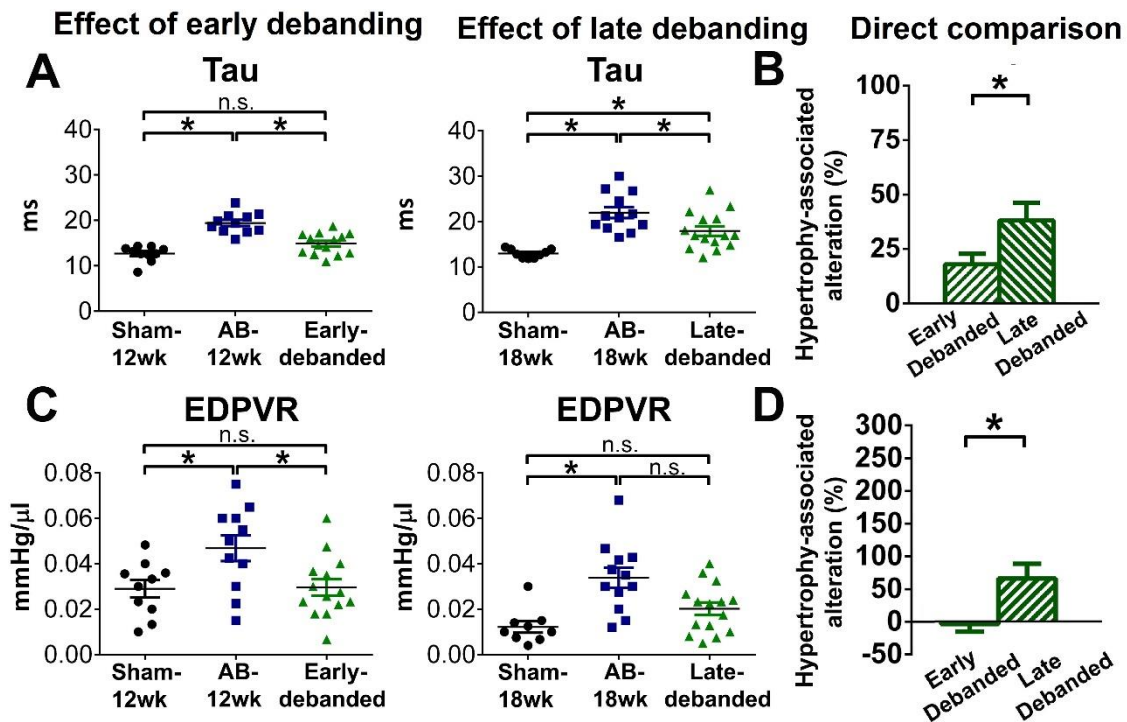 Effect of early debanding
Effect of late debanding
Direct comparison
A
Tau
n.s.
* *
40
30
20
10
0
ms
Sham-
12wk
AB-
12wk
Early-
debanded
Tau
*
* *
40
30
20
10
0
ms
Sham-
18wk
AB-
18wk
Late-
debanded
B
*
100
75
50
25
0
Hypertrophy-associated
alteration (%)
Early
Debanded
Late
Debanded
C
EDPVR
n.s.
* *
0.08
0.06
0.04
0.02
0.00
mmHg/µl
Sham-
12wk
AB-
12wk
Early-
debanded
EDPVR
n.s.
* n.s.
0.08
0.06
0.04
0.02
0.00
mmHg/µl
Sham-
18wk
AB-
18wk
Late-
debanded
D
*
300
250
200
150
100
50
0
-50
Hypertrophy-associated
alteration (%)
Early
Debanded
Late
Debanded